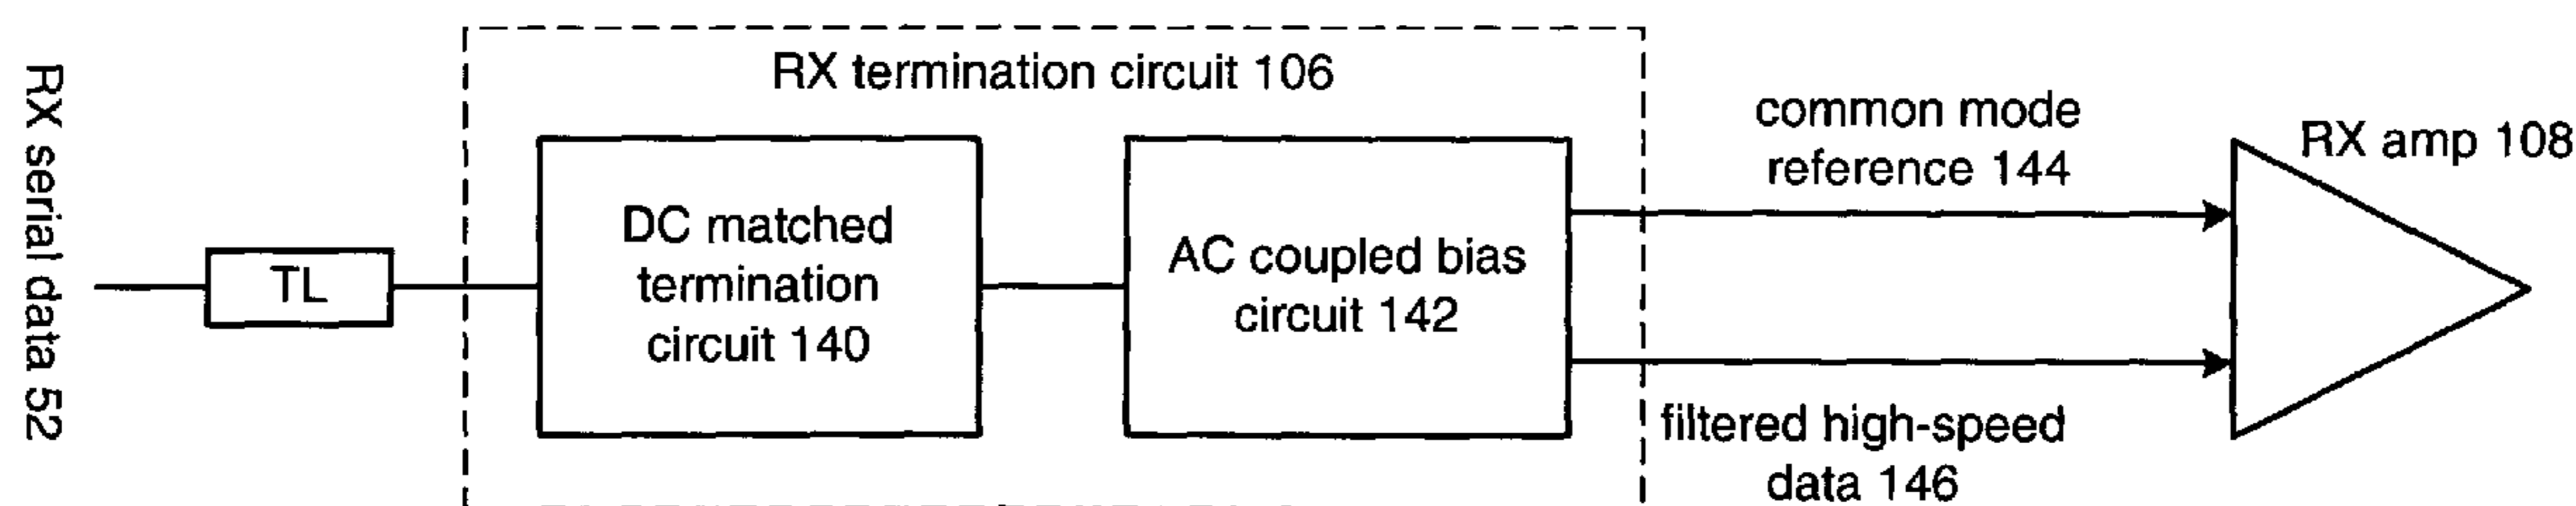 RX serial data 52
TL
RX termination circuit 106
DC matched
termination
circuit 140
AC coupled bias
circuit 142
common mode
reference 144
filtered high-speed
data 146
RX amp 108